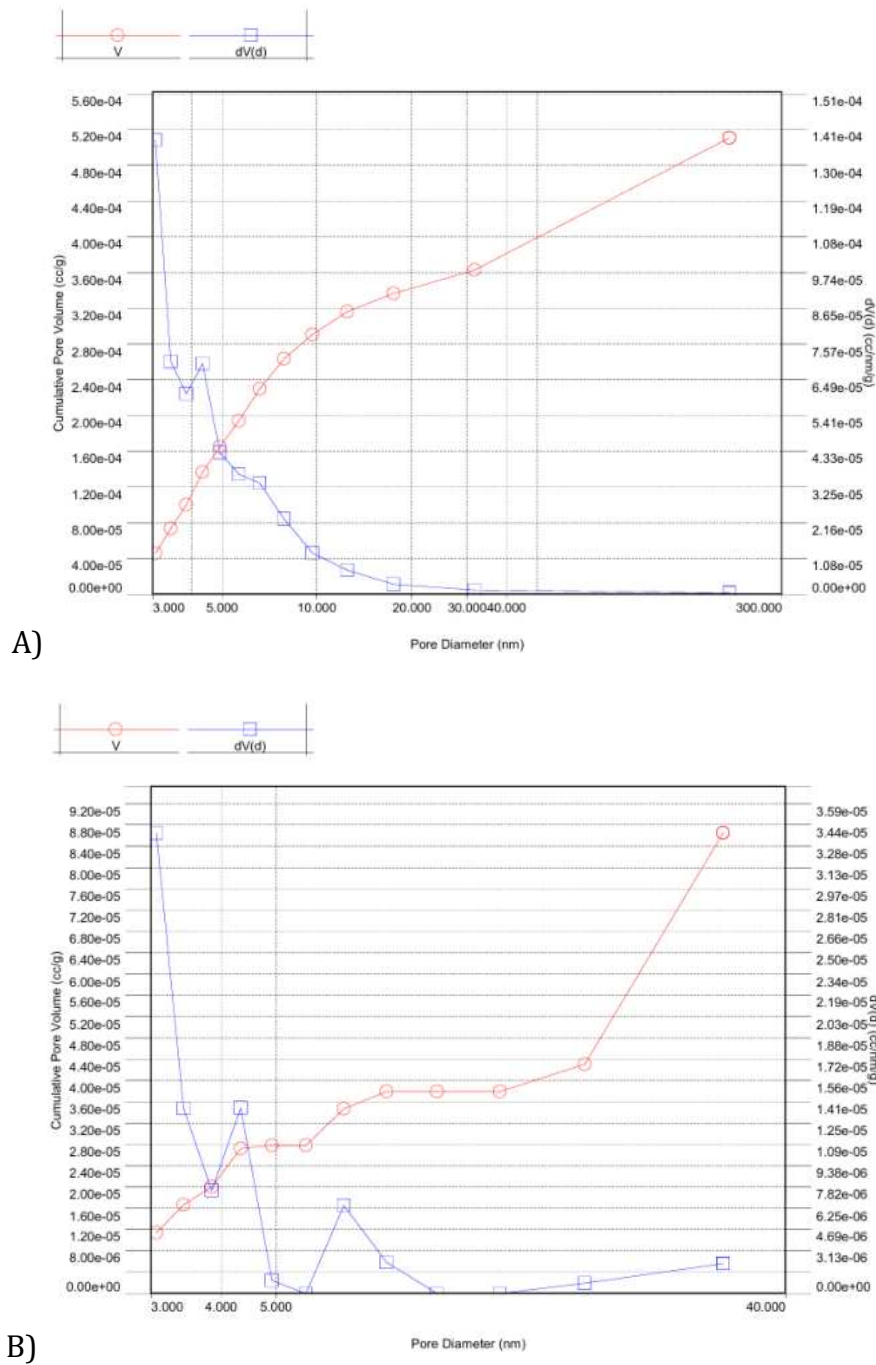 V dV(d)
5.60e-04 1.51e-04
5.20e-04 1.41e-04
4.80e-04 1.30e-04
4.40e-04 1.19e-04
4.00e-04 1.08e-04
3.60e-04 9.74e-05
3.20e-04 8.65e-05
2.80e-04 7.57e-05
2.40e-04 6.49e-05
2.00e-04 5.41e-05
1.60e-04 4.33e-05
1.20e-04 3.25e-05
8.00e-05 2.16e-05
4.00e-05 1.08e-05
0.00e+00 0.00e+00
Cumulative Pore Volume (cc/g)
dV(d) (cc/nm/g)
3.000 5.000 10.000 20.000 30.00040.000 300.000
Pore Diameter (nm)
A)
V dV(d)
9.20e-05 3.59e-05
8.80e-05 3.44e-05
8.40e-05 3.28e-05
8.00e-05 3.13e-05
7.60e-05 2.97e-05
7.20e-05 2.81e-05
6.80e-05 2.66e-05
6.40e-05 2.50e-05
6.00e-05 2.34e-05
5.60e-05 2.19e-05
5.20e-05 2.03e-05
4.80e-05 1.88e-05
4.40e-05 1.72e-05
4.00e-05 1.56e-05
3.60e-05 1.41e-05
3.20e-05 1.25e-05
2.80e-05 1.09e-05
2.40e-05 9.38e-06
2.00e-05 7.82e-06
1.60e-05 6.25e-06
1.20e-05 4.69e-06
8.00e-06 3.13e-06
0.00e+00 0.00e+00
Cumulative Pore Volume (cc/g)
dV(d) (cc/nm/g)
3.000 4.000 5.000 40.000
Pore Diameter (nm)
B)